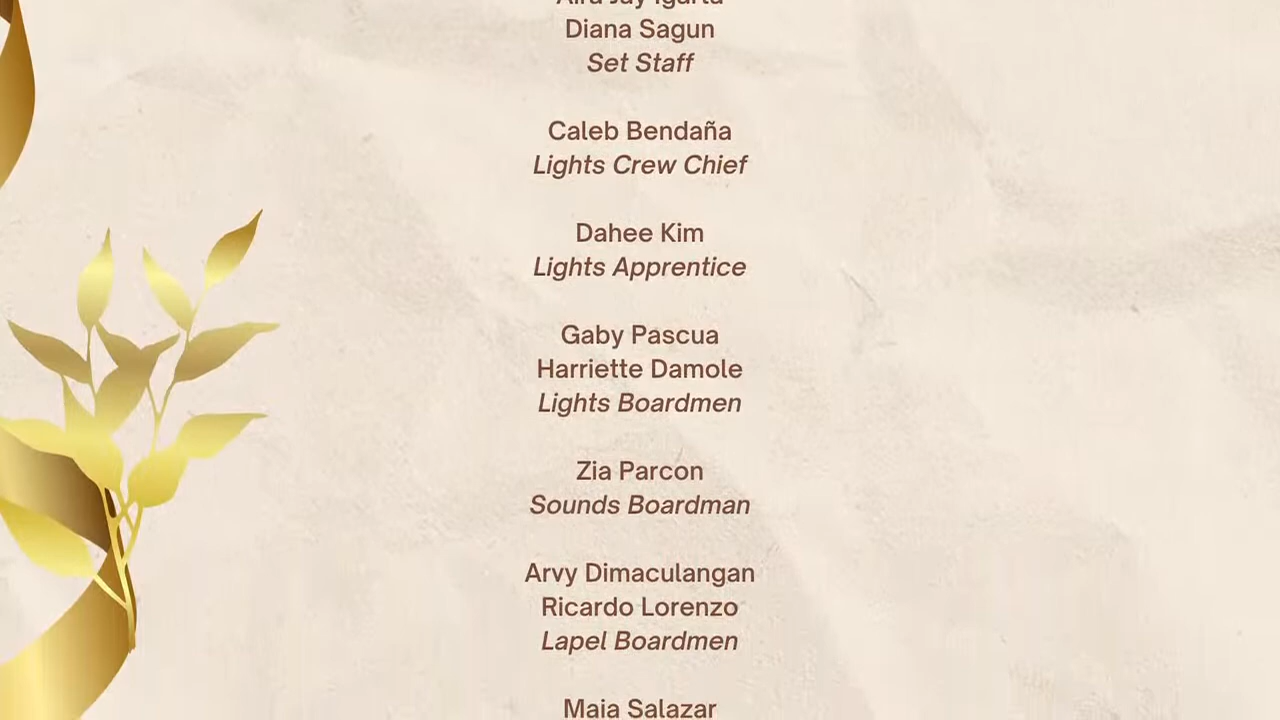 Diana Sagun
Set Staff
Caleb Bendaña
Lights Crew Chief
Dahee Kim
Lights Apprentice
Gaby Pascua
Harriette Damole
Lights Boardmen
Zia Parcon
Sounds Boardman
Arvy Dimaculangan
Ricardo Lorenzo
Lapel Boardmen
Maia Salazar